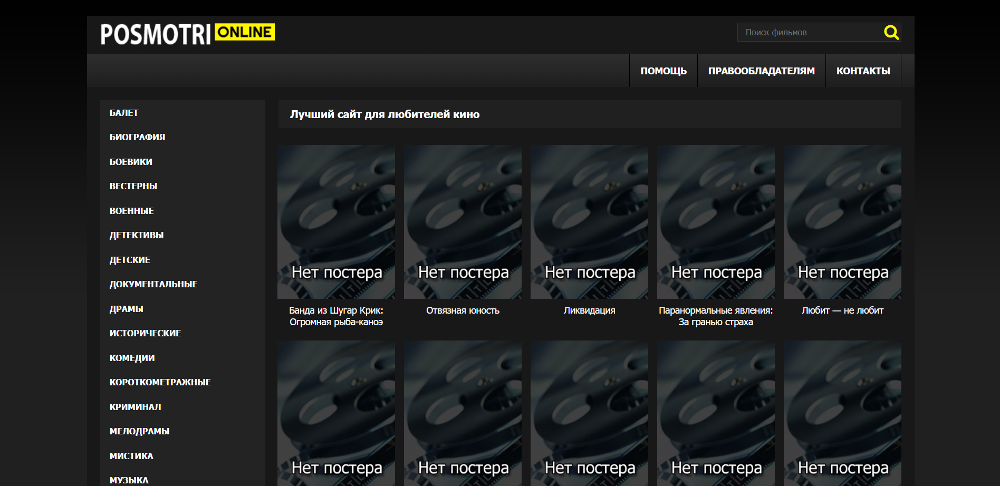 POSMOTRI ONLINE
Поиск фильмов
ПОМОЩЬ
ПРАВООБЛАДАТЕЛЯМ
КОНТАКТЫ
БАЛЕТ
БИОГРАФИЯ
БОЕВИКИ
ВЕСТЕРНЫ
ВОЕННЫЕ
ДЕТЕКТИВЫ
ДЕТСКИЕ
ДОКУМЕНТАЛЬНЫЕ
ДРАМЫ
ИСТОРИЧЕСКИЕ
КОМЕДИИ
КОРОТКОМЕТРАЖНЫЕ
КРИМИНАЛ
МЕЛОДРАМЫ
МИСТИКА
МУЗЫКА
Лучший сайт для любителей кино
Нет постера
Банда из Шугар Крик:
Огромная рыба-каноэ
Нет постера
Отвязная юность
Нет постера
Ликвидация
Нет постера
Паранормальные явления:
За гранью страха
Нет постера
Любит — не любит
Нет постера
Нет постера
Нет постера
Нет постера
Нет постера